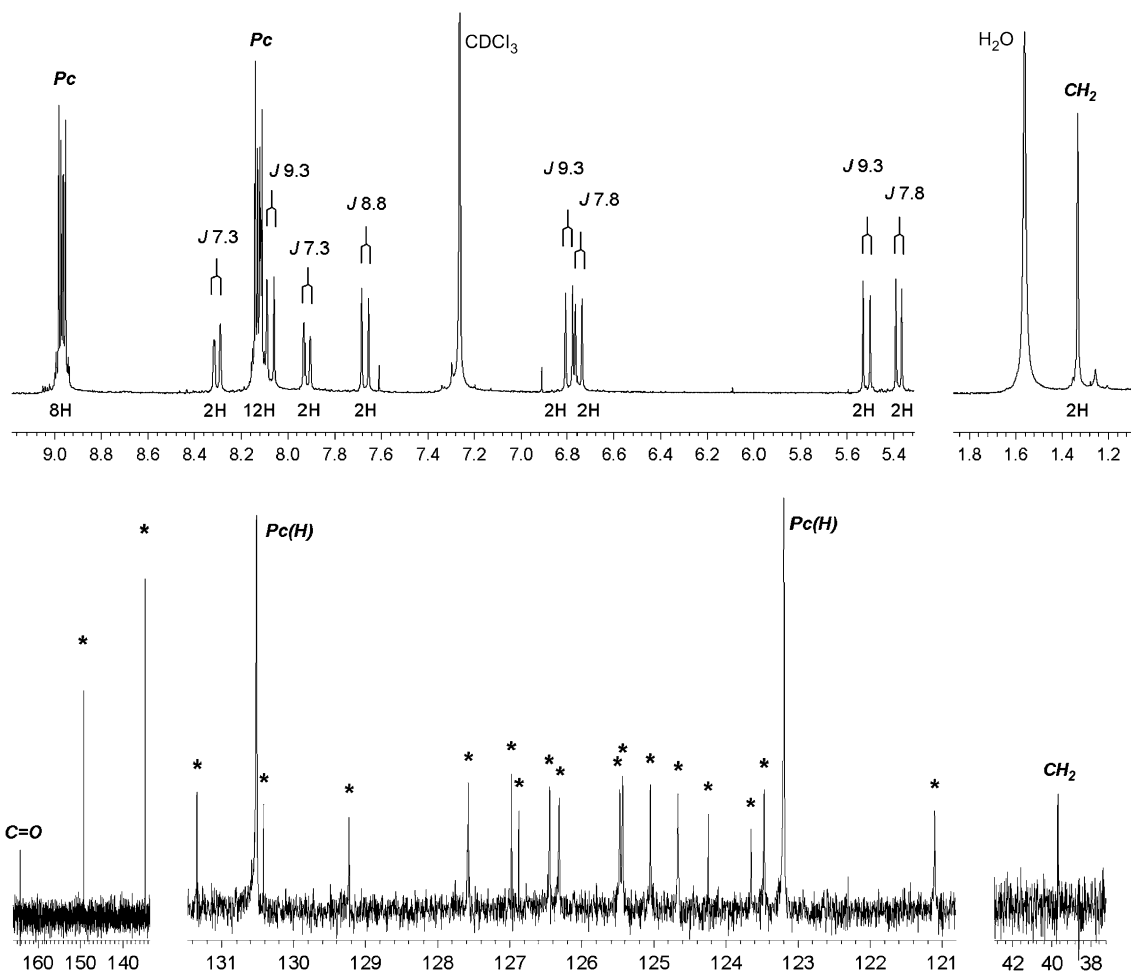 Pc
Pc
CDCl3
H2O
CH2
J 7.3
J 9.3
J 7.3
J 8.8
J 9.3
J 7.8
J 9.3
J 7.8
8H
2H
12H
2H
2H
2H
2H
2H
2H
2H
9.0 8.8 8.6 8.4 8.2 8.0 7.8 7.6 7.4 7.2 7.0 6.8 6.6 6.4 6.2 6.0 5.8 5.6 5.4
1.8 1.6 1.4 1.2
*
*
C=O
Pc(H)
* * * * * * * * * * * * * * * *
Pc(H)
CH2
160 150 140
131 130 129 128 127 126 125 124 123 122 121
42 40 38